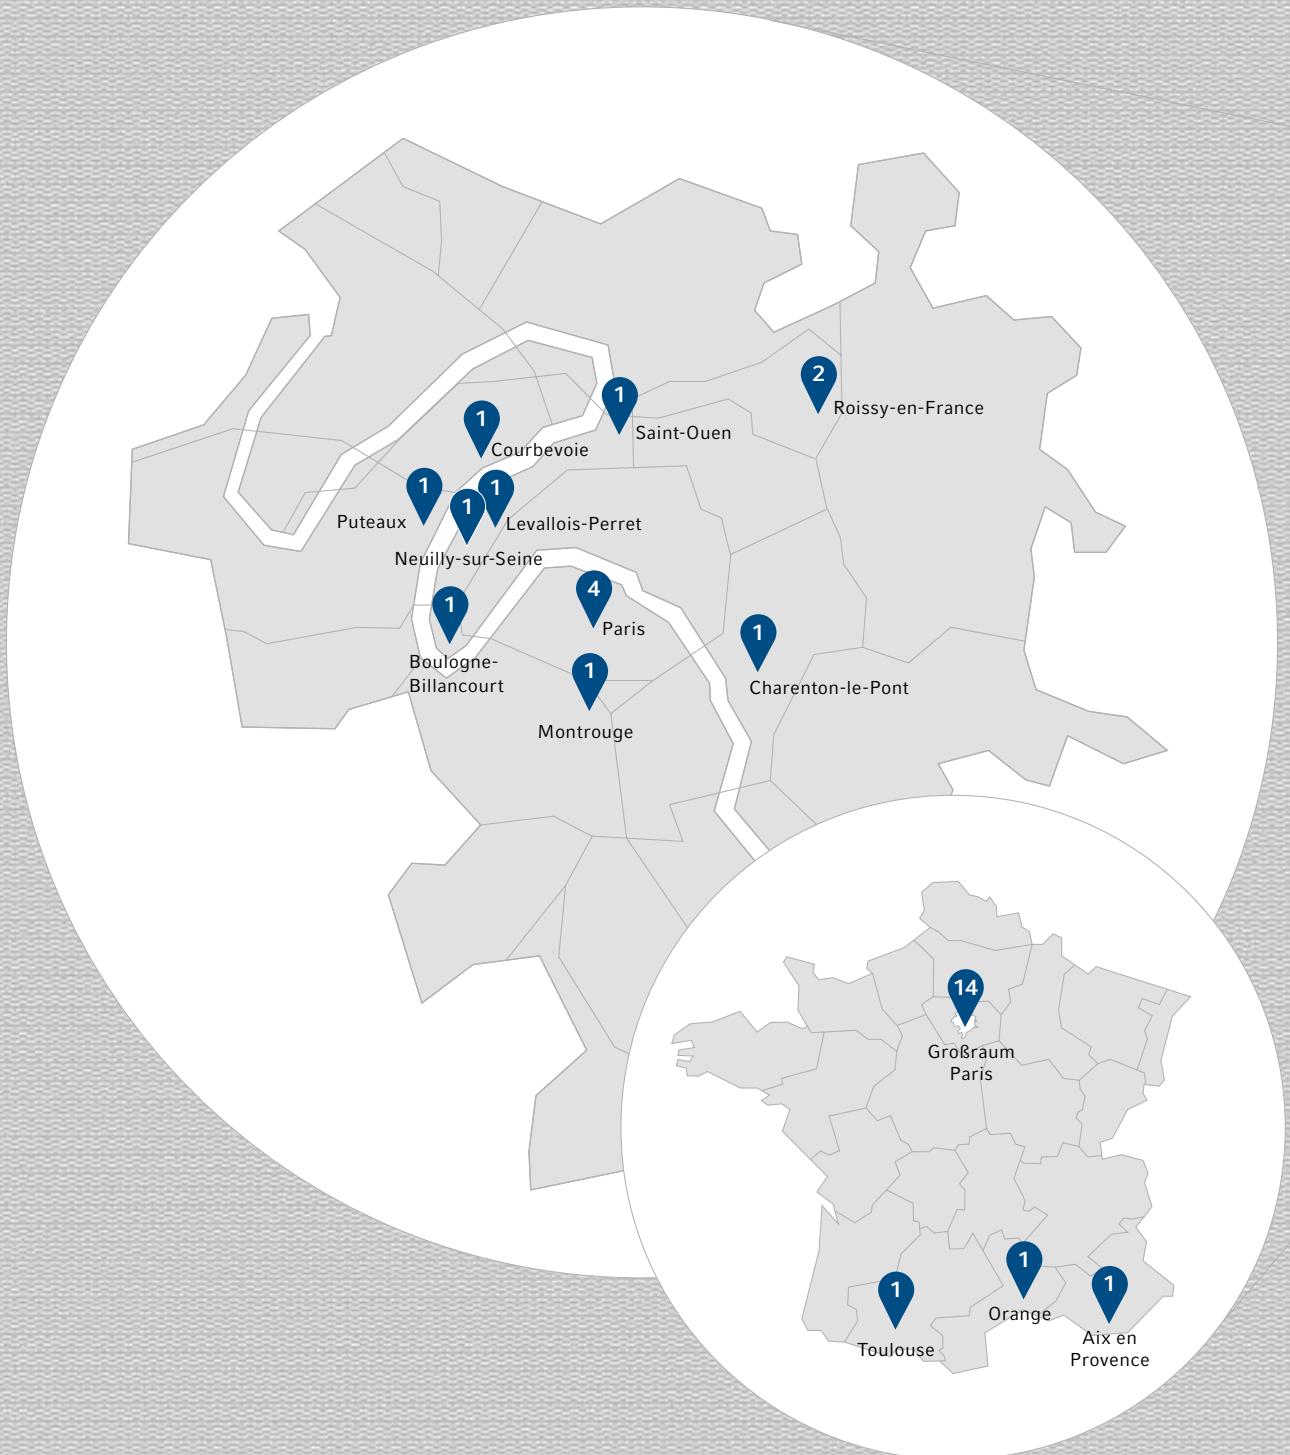 2
Roissy-en-France
1
Saint-Ouen
1
Courbevoie
1
Puteaux
1
Levallois-Perret
1
Neuilly-sur-Seine
4
Paris
1
Boulogne-
Billancourt
1
Charenton-le-Pont
1
Montrouge
14
Großraum
Paris
1
Orange
1
Toulouse
1
Aix en
Provence